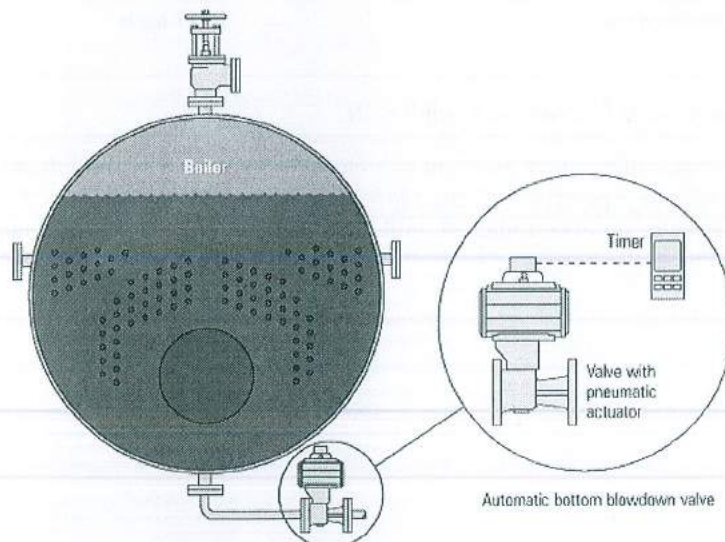 Boiler
Timer
Valve with
pneumatic
actuator
Automatic bottom blowdown valve